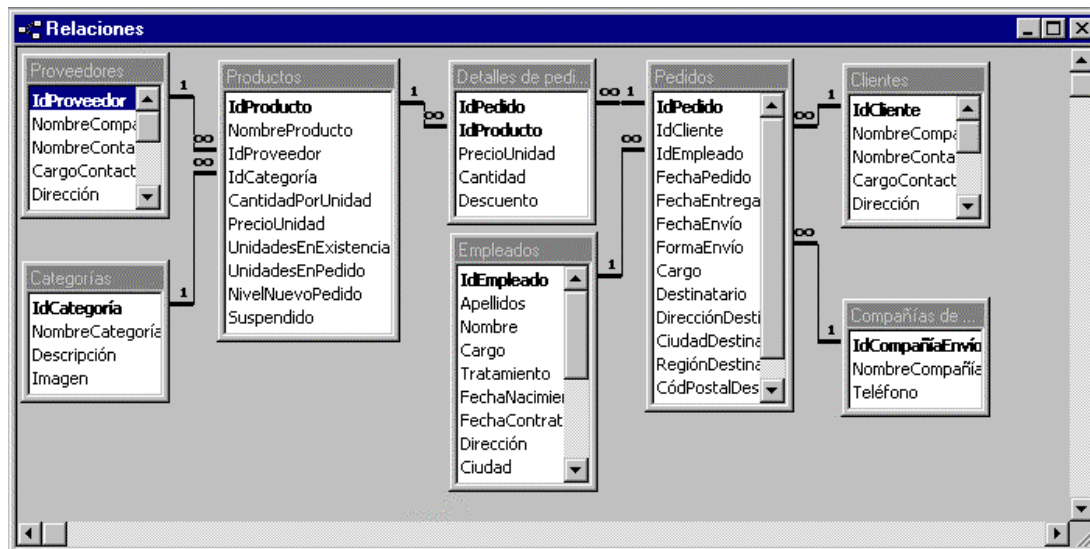 Relaciones
Proveedores
IdProveedor
NombreCompa
NombreConta
CargoContact
Dirección
Productos
IdProducto
NombreProducto
IdProveedor
IdCategoría
CantidadPorUnidad
PrecioUnidad
UnidadesEnExistencia
UnidadesEnPedido
NivelNuevoPedido
Suspendido
Detalles de pedi...
IdPedido
IdProducto
PrecioUnidad
Cantidad
Descuento
Pedidos
IdPedido
IdCliente
IdEmpleado
FechaPedido
FechaEntrega
FechaEnvío
FormaEnvío
Cargo
Destinatario
DirecciónDesti
CiudadDestina
RegiónDestina
CódPostalDes
Clientes
IdCliente
NombreCompa
NombreConta
CargoContact
Dirección
Categorías
IdCategoría
NombreCategoría
Descripción
Imagen
Empleados
IdEmpleado
Apellidos
Nombre
Cargo
Tratamiento
FechaNacimie
FechaContrat
Dirección
Ciudad
Compañías de ...
IdCompañíaEnvío
NombreCompañía
Teléfono
1
∞
∞
1
1
∞
∞ 1
∞
1
∞
1
∞
1